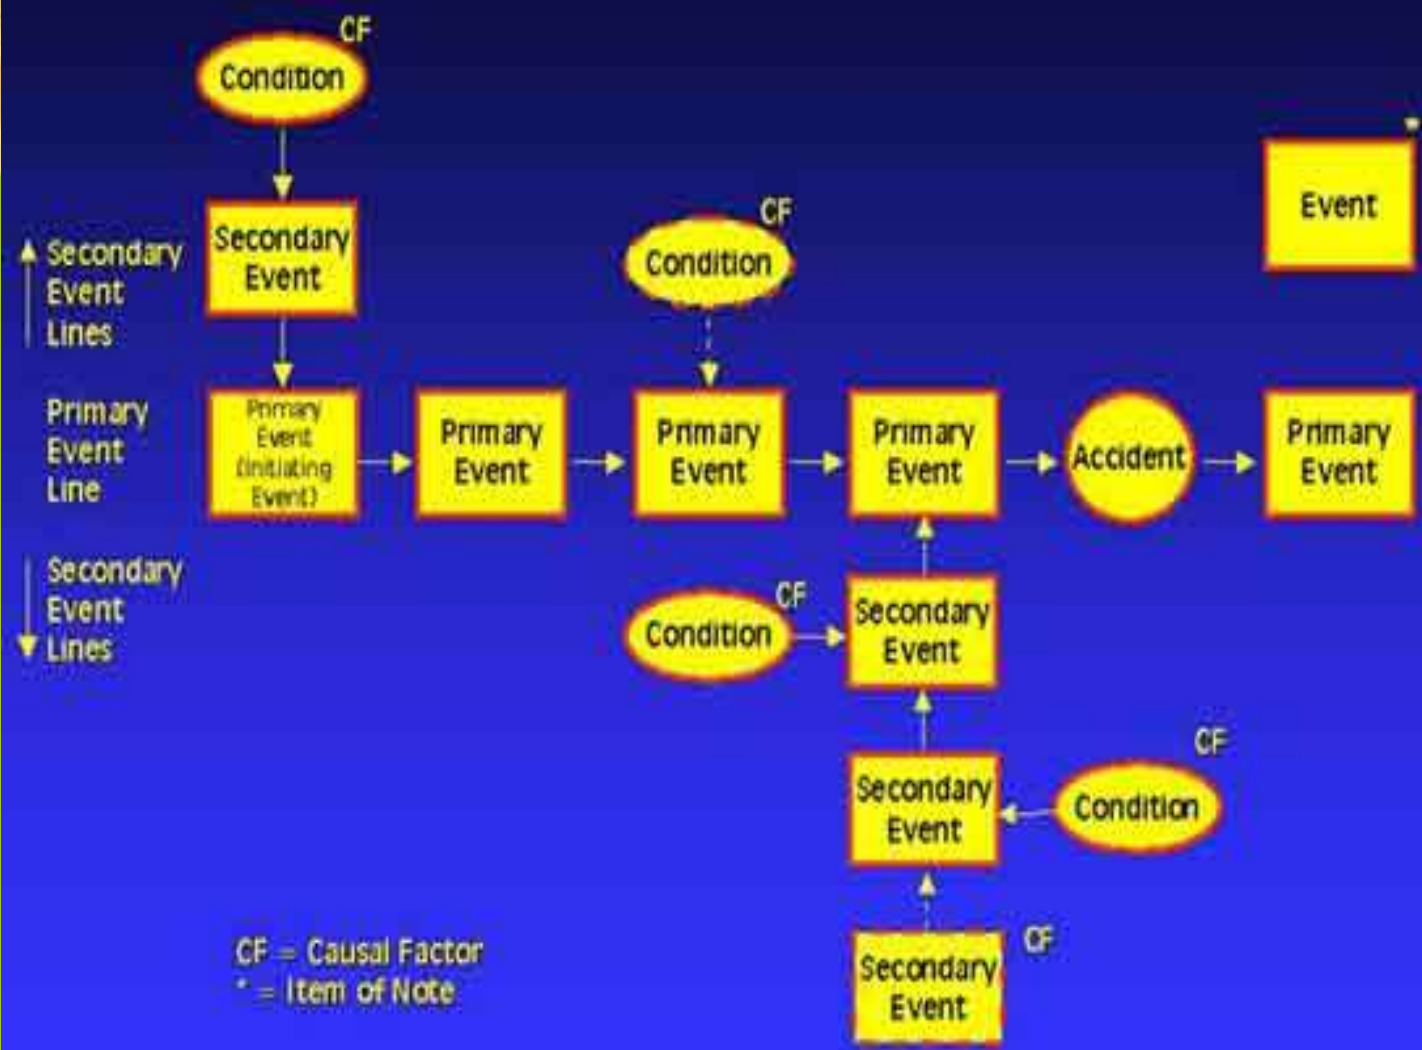 CF
Condition
*
Event
Secondary
Event
CF
Condition
Secondary
Event
Lines
Primary
Event
Line
Primary
Event
(Initiating
Event)
Primary
Event
Primary
Event
Primary
Event
Accident
Primary
Event
Secondary
Event
Lines
CF
Condition
Secondary
Event
CF
Condition
Secondary
Event
CF
Secondary
Event
CF = Causal Factor
* = Item of Note